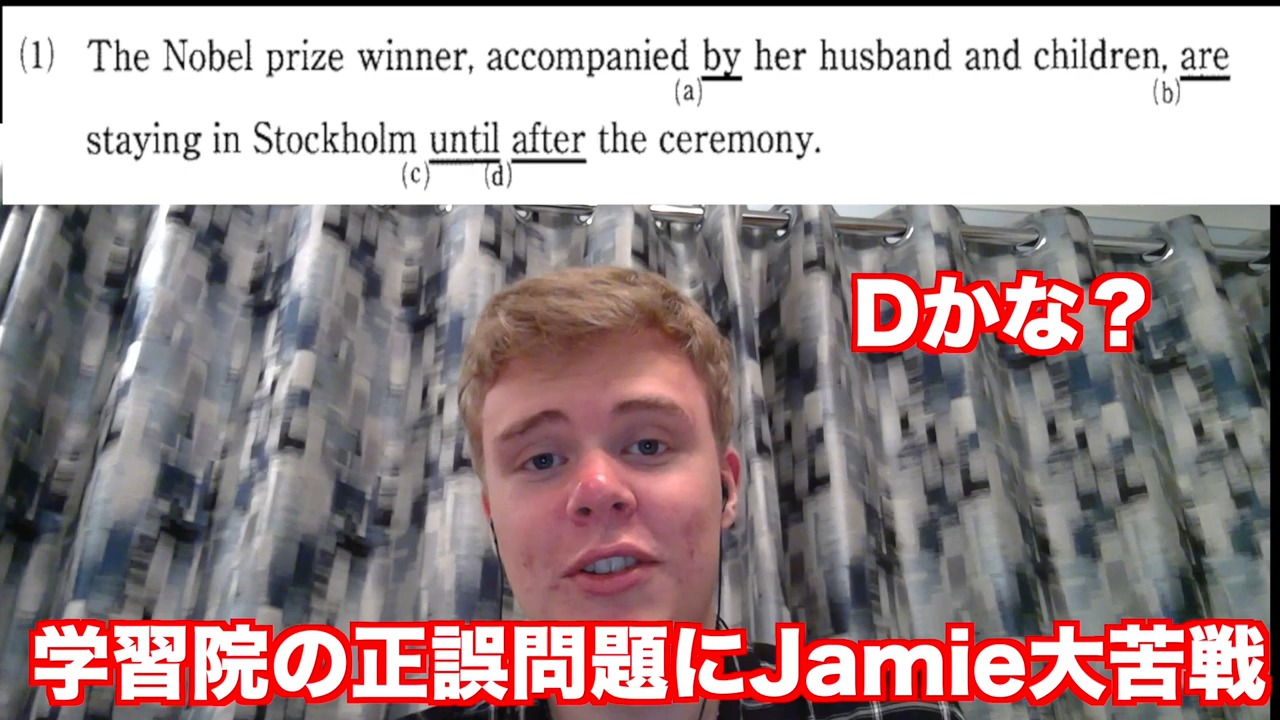 (1) The Nobel prize winner, accompanied by her husband and children, are
(a) (b)
staying in Stockholm until after the ceremony.
(c) (d)
Dかな？
学習院の正誤問題にJamie大苦戦